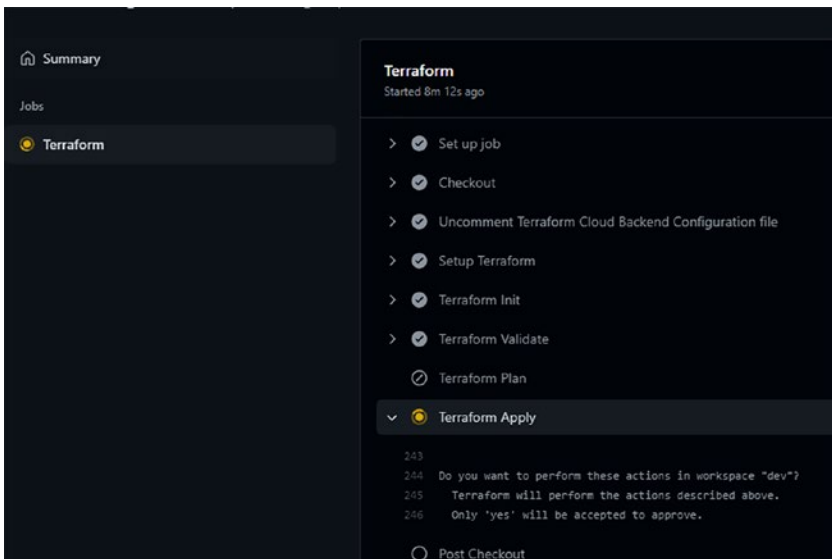 Summary
Jobs
Terraform
Terraform
Started 8m 12s ago
Set up job
Checkout
Uncomment Terraform Cloud Backend Configuration file
Setup Terraform
Terraform Init
Terraform Validate
Terraform Plan
Terraform Apply
243
244 Do you want to perform these actions in workspace "dev"?
245 Terraform will perform the actions described above.
246 Only 'yes' will be accepted to approve.
Post Checkout